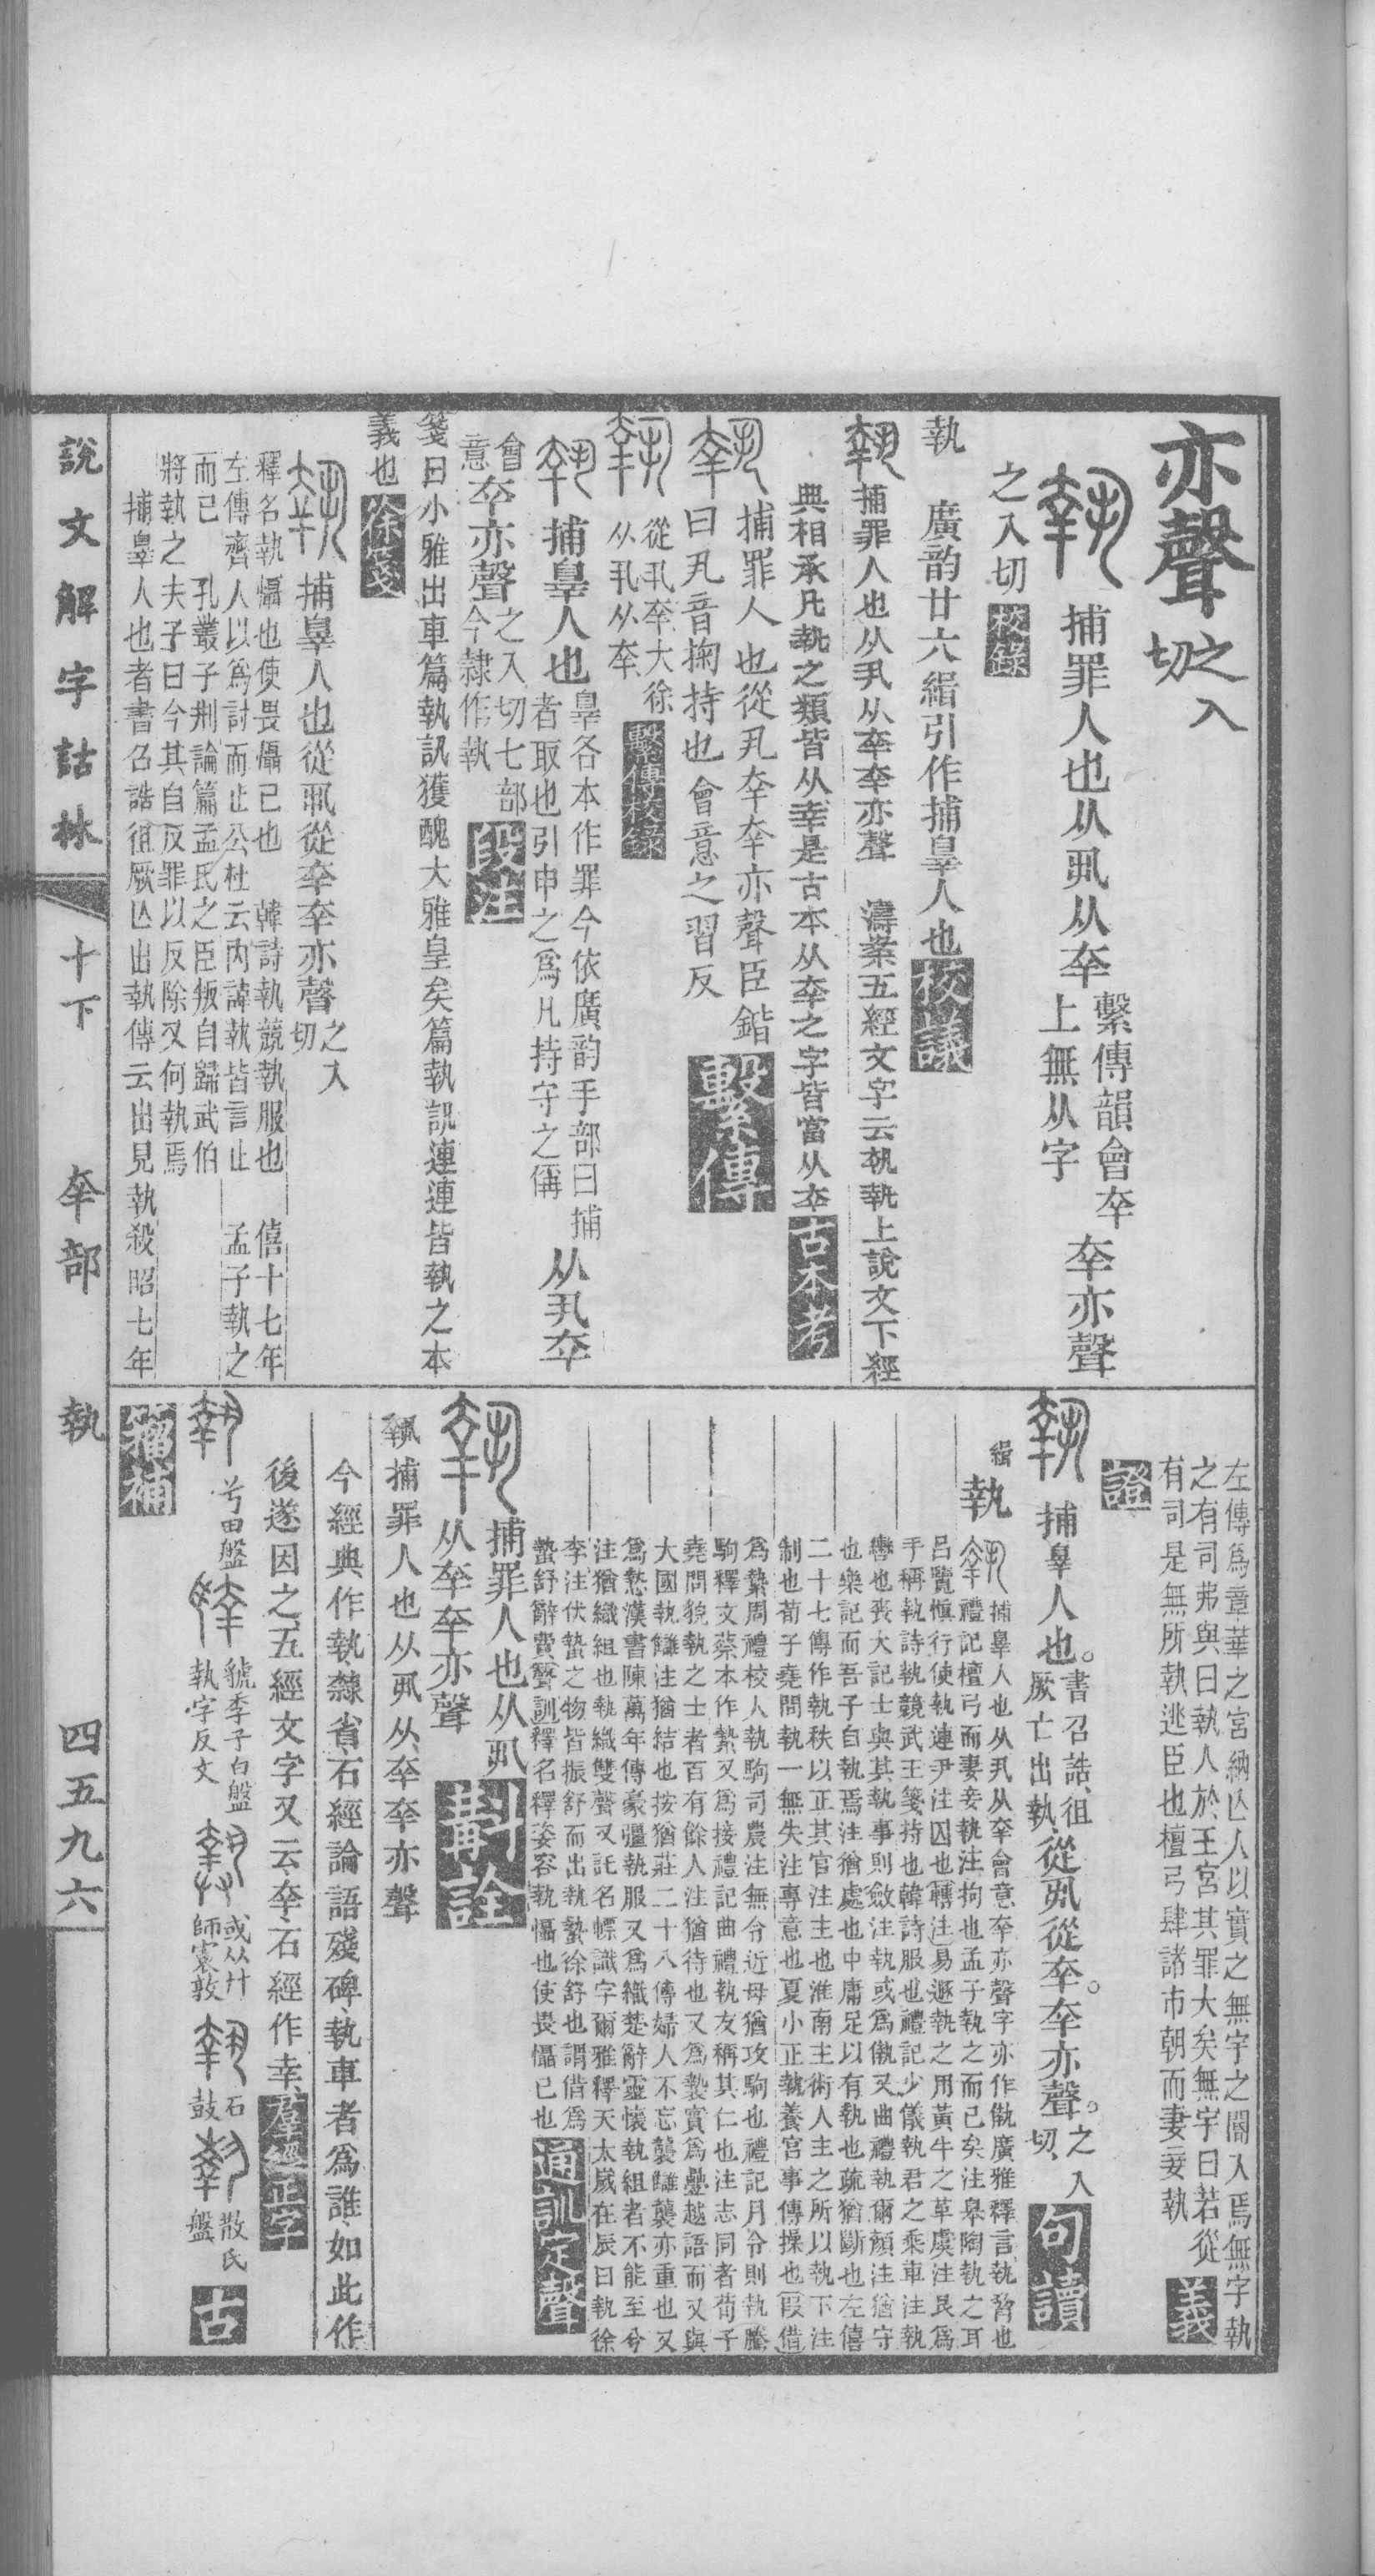 亦聲之入切
捕罪人也从丮从㚔繫傳韻會㚔上無从字㚔亦聲
之入切校錄
執
廣韵廿六緝引作捕辠人也校議
捕罪人也从丮从㚔㚔亦聲 濤案五經文字云執執上說文下經
典相承凡執之類皆从幸是古本从㚔之字皆當从㚔古本考
捕罪人也從丮㚔㚔亦聲臣鍇
曰丮音掬持也會意之習反繫傳
從丮㚔大徐从丮从㚔繫傳校錄
捕辠人也辠各本作罪今依廣韵手部曰捕者取也引申之爲凡持守之偁从丮㚔
會意㚔亦聲之入切七部今隸作執段注
箋曰小雅出車篇執訊獲醜大雅皇矣篇執訊連連皆執之本
義也徐箋
捕辠人也從丮從㚔㚔亦聲之入切
釋名執懾也使畏懾己也 韓詩執競執服也 僖十七年
左傳齊人以爲討而止公杜云內諱執皆言止 孟子執之
而已 孔叢子刑論篇孟氏之臣叛自歸武伯
將執之夫子曰今其自反罪以反除又何執焉
捕辠人也者書召誥徂厥亾出執傳云出見執殺昭七年
左傳爲章華之宮納亾人以實之無宇之閽入焉無宇執
之有司弗與曰執人於王宮其罪大矣無宇曰若從
有司是無所執逃臣也檀弓肆諸市朝而妻妾執義
證
捕辠人也。書召誥、徂厥亡出執、從丮從㚔。㚔亦聲。之入切、句讀
緝
執
捕辠人也从丮从㚔會意㚔亦聲字亦作慹廣雅釋言執脅也
呂覽愼行使執連尹注囚也易遯執之用黃牛之革虞注艮爲
手稱執詩執競武王箋持也韓詩服也禮記少儀執君之乘車注執
轡也喪大記士與其執事則斂注執或爲慹又曲禮執爾顏注猶守
也樂記而吾子自執焉注猶處也中庸足以有執也疏猶斷也左僖
二十七傳作執秩以正其官注主也淮南主術人主之所以執下注
制也荀子堯問執一無失注專意也夏小正執養宮事傳操也叚借
爲縶周禮校人執駒司農注無令近母猶攻駒也禮記月令則執騰
駒釋文蔡本作縶又爲接禮記曲禮執友稱其仁也注志同者荀子
堯問貌執之士者百有餘人注猶待也又爲
大國執讎注猶結也按猶莊二十八傳婦人不忘襲讎襲亦重也又
爲慹漢書陳萬年傳豪彊執服又爲織楚辭靈懷執組者不能至兮
注猶織組也執織雙聲又託名幖識字爾雅釋天太歲在辰曰執徐
李注伏蟄之物皆振舒而出執蟄徐舒也謂借爲
蟄舒辭費聲訓釋名釋姿容執懾也使畏懾己也通訓定聲
捕罪人也从丮从㚔㚔亦聲斠詮
執捕罪人也从丮从㚔㚔亦聲
今經典作執、隸省、石經論語殘碑、執車者爲誰、如此作
後遂因之、五經文字又云、㚔、石經作幸、羣經正字
兮田盤
虢季子白盤執字反文
或从廾師㝨敦
石鼓
散氏盤
古籀補
說文解字詁林 十下 㚔部 執 四五九六